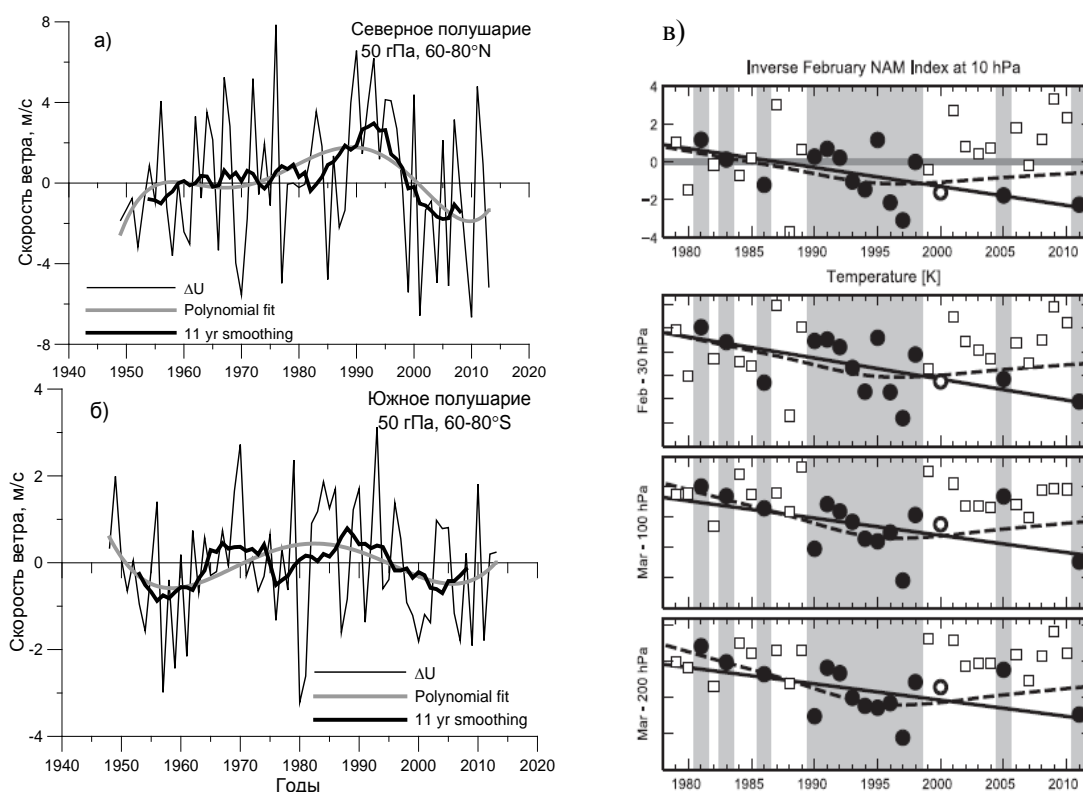 а)
Северное полушарие
50 гПа, 60-80°N
Скорость ветра, м/с
8
4
0
-4
-8
ΔU
Polynomial fit
11 yr smoothing
1940 1950 1960 1970 1980 1990 2000 2010 2020
б)
Южное полушарие
50 гПа, 60-80°S
Скорость ветра, м/с
4
2
0
-2
-4
ΔU
Polynomial fit
11 yr smoothing
1940 1950 1960 1970 1980 1990 2000 2010 2020
Годы
в)
Inverse February NAM Index at 10 hPa
4
2
0
−2
−4
1980 1985 1990 1995 2000 2005 2010
Temperature [K]
Feb - 30 hPa
Mar - 100 hPa
Mar - 200 hPa
1980 1985 1990 1995 2000 2005 2010